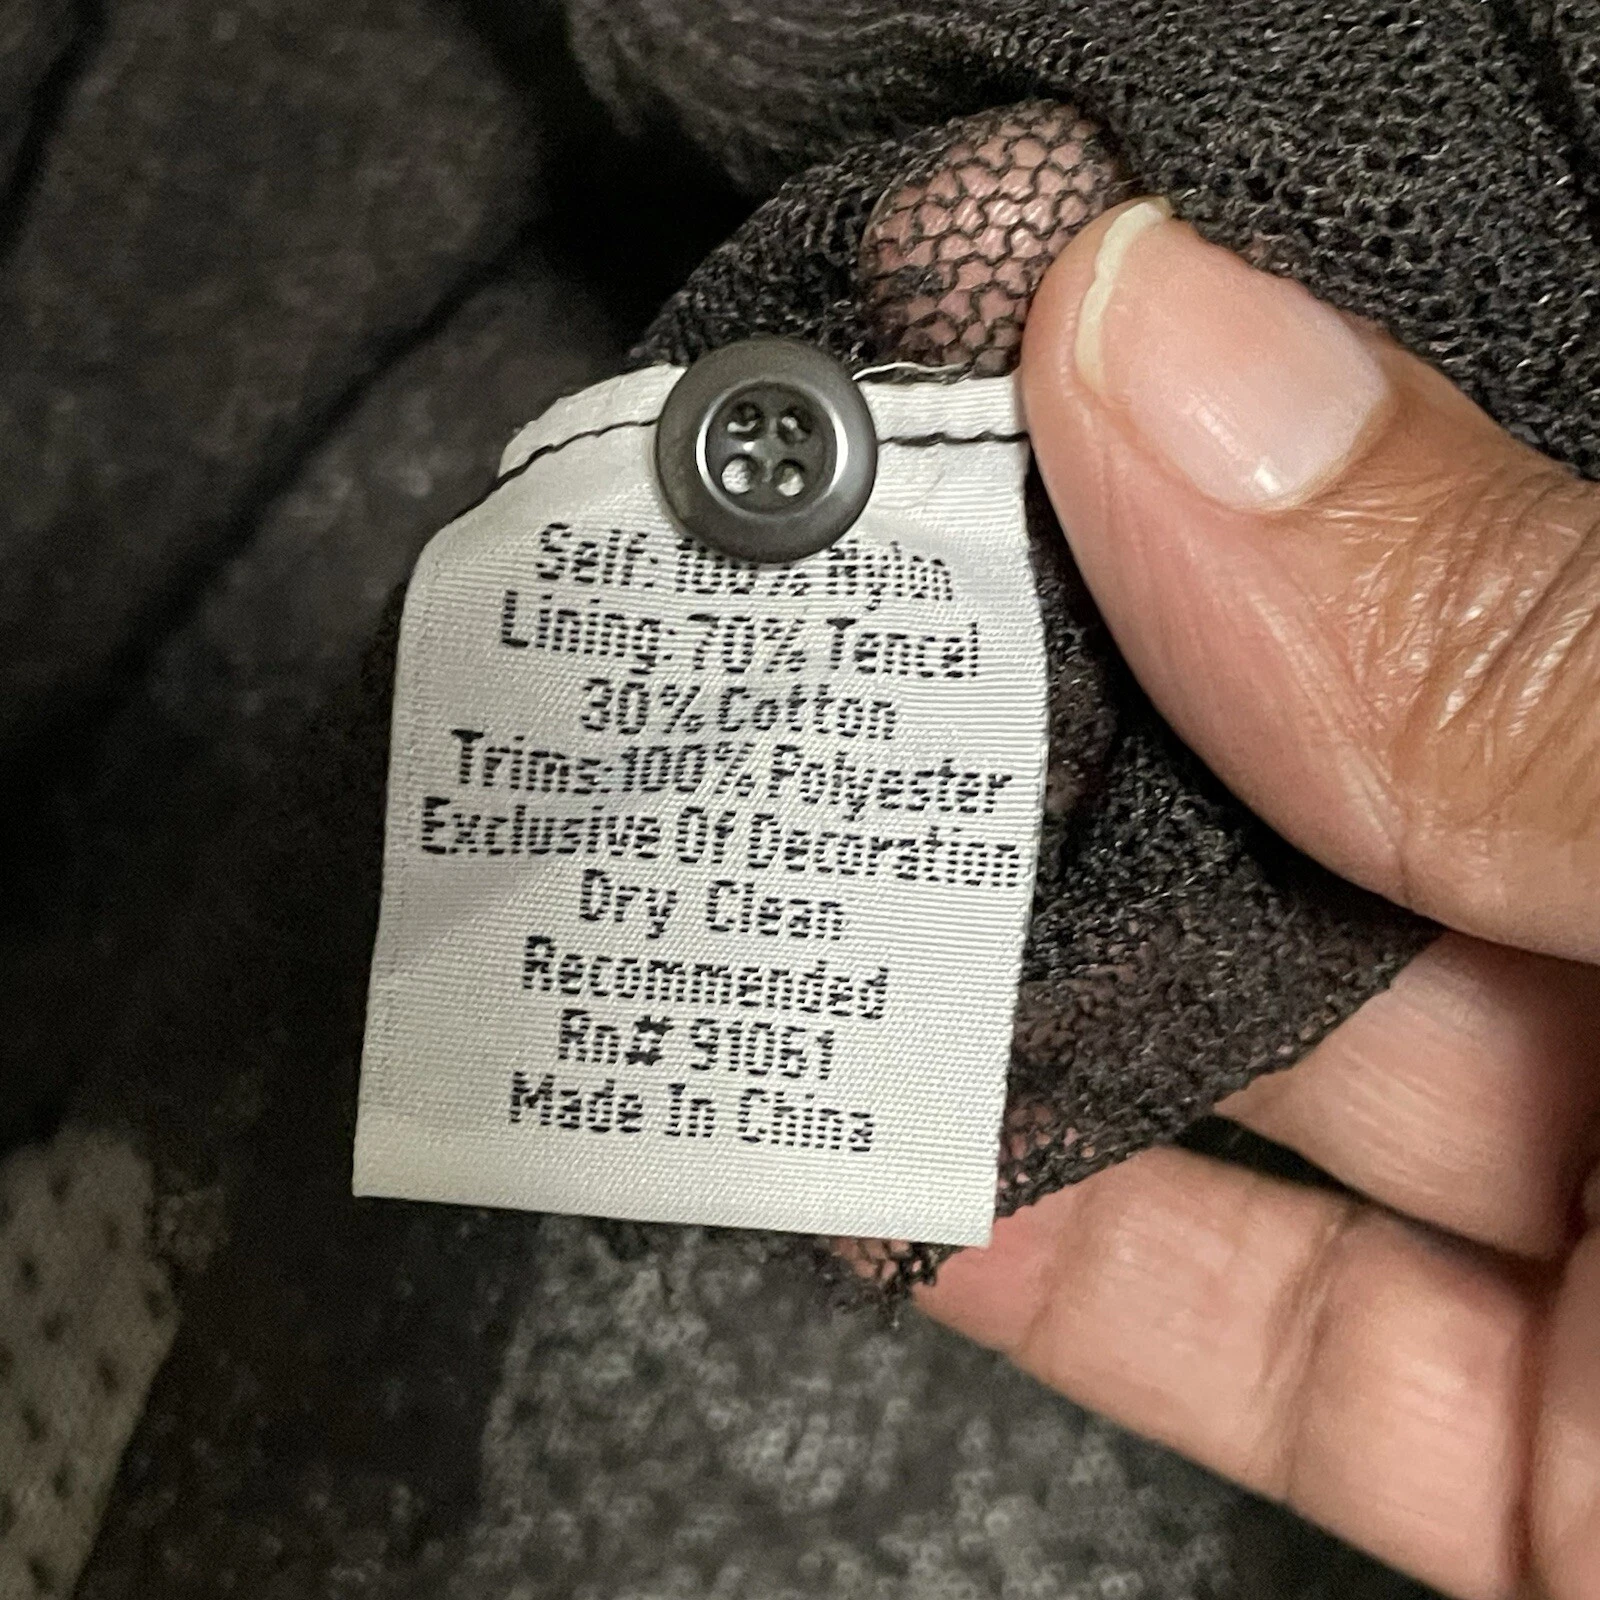 Self: 100% Nylon
Lining: 70% Tencel
30% Cotton
Trims: 100% Polyester
Exclusive Of Decoration
Dry Clean
Recommended
Rn# 91061
Made In China